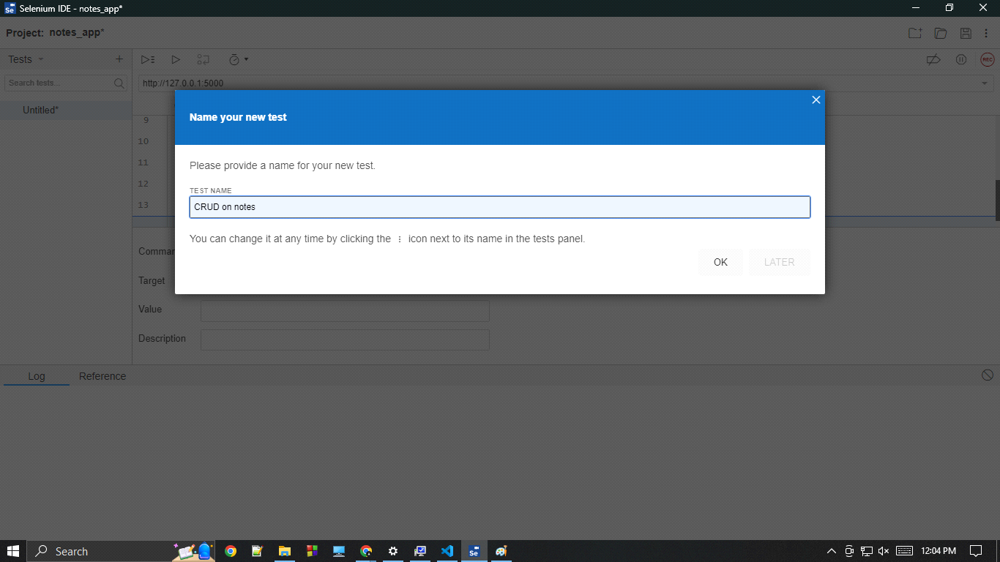 Selenium IDE - notes_app*
Project: notes_app*
Tests
Search tests...
http://127.0.0.1:5000
REC
Untitled*
9
10
11
12
13
Name your new test
Please provide a name for your new test.
TEST NAME
CRUD on notes
You can change it at any time by clicking the ⋮ icon next to its name in the tests panel.
OK
LATER
Comman
Target
Value
Description
Log
Reference
Search
Se
12:04 PM